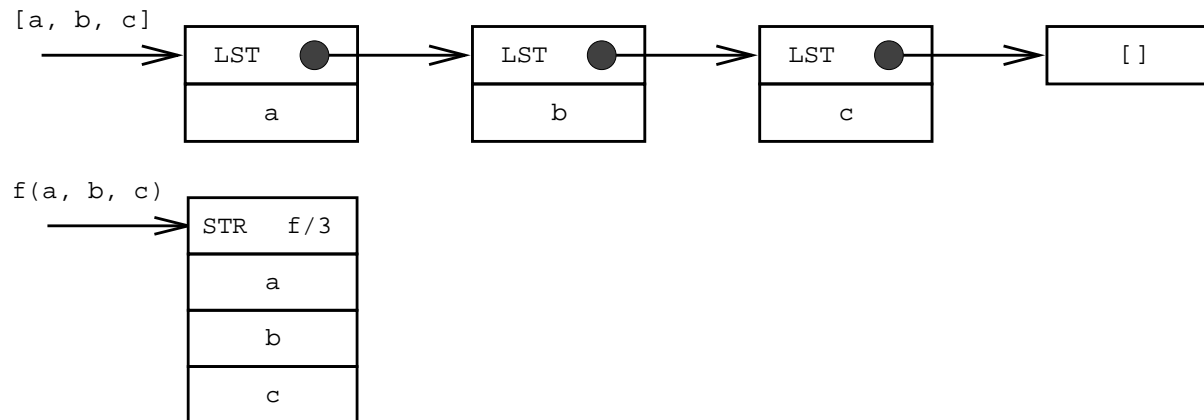 [a, b, c]
LST
LST
LST
[]
a
b
c
f(a, b, c)
STR f/3
a
b
c